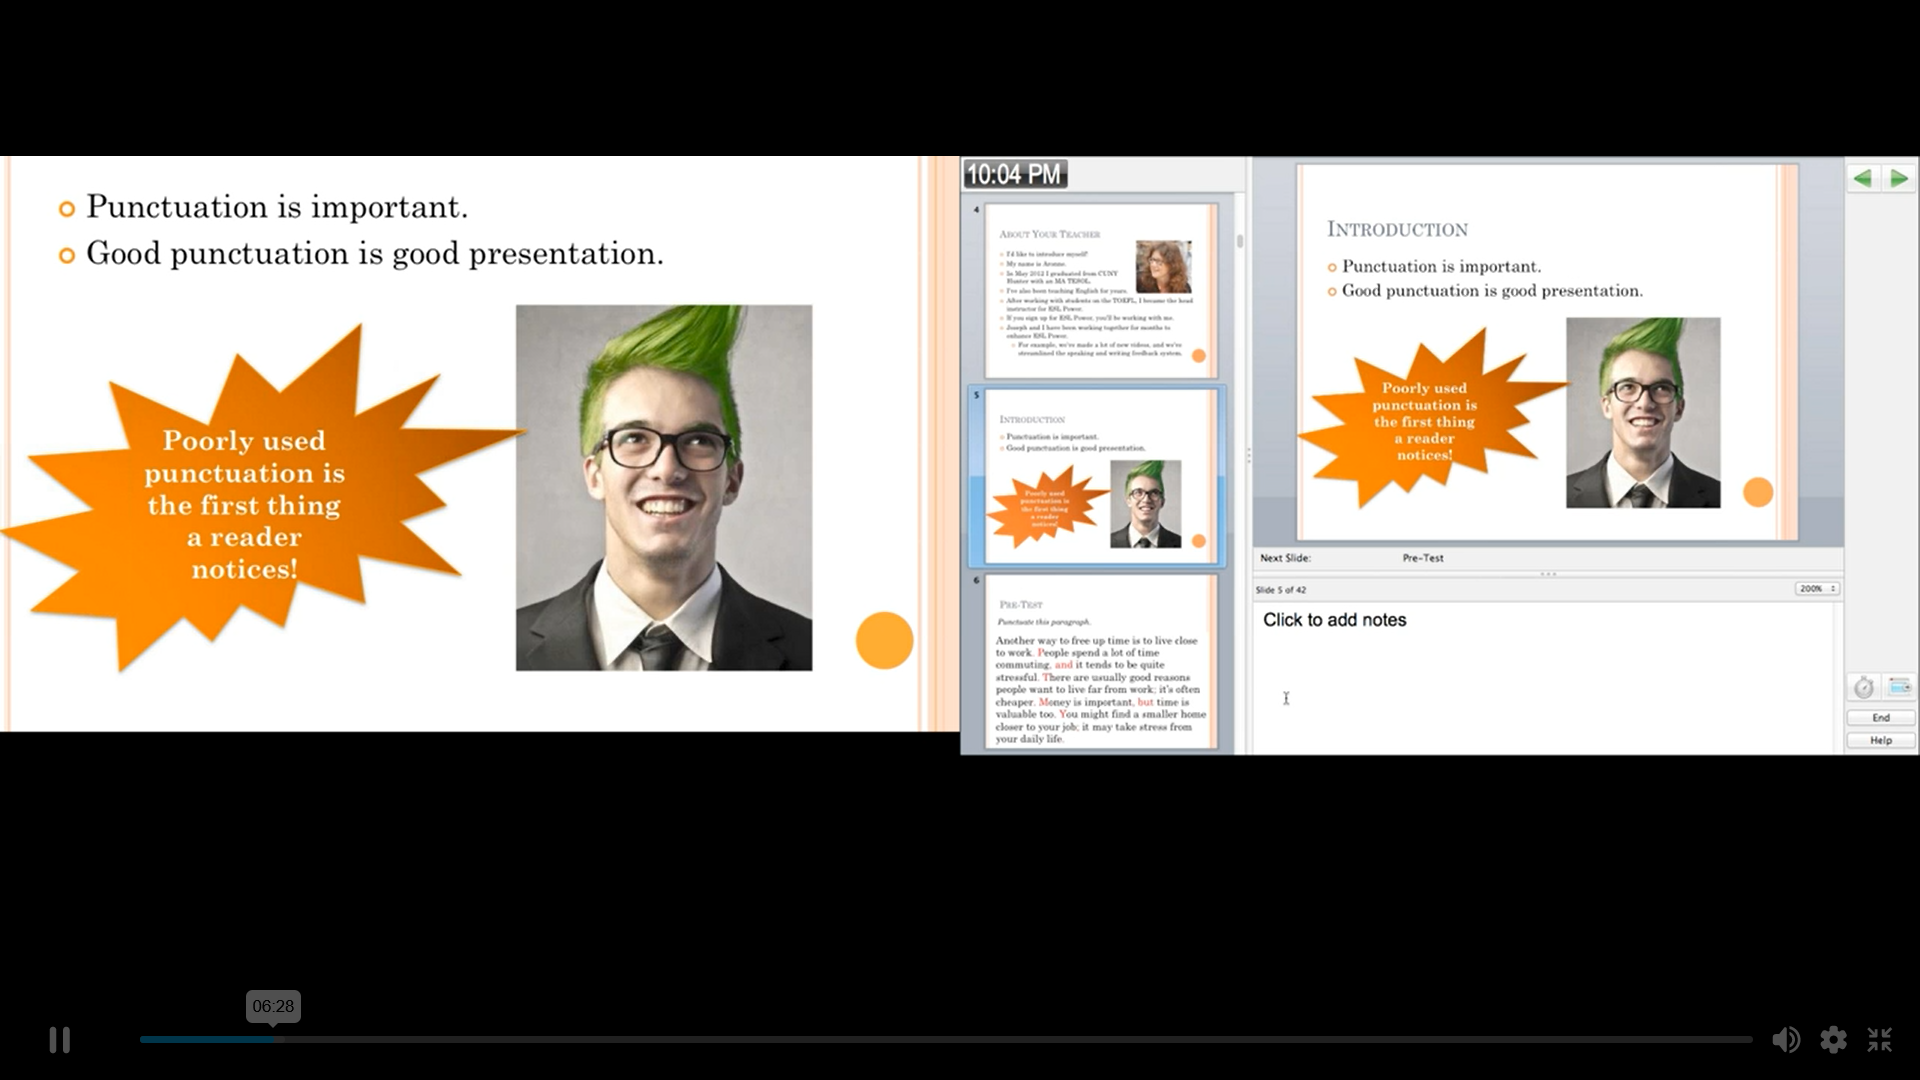 Punctuation is important.
Good punctuation is good presentation.
Poorly used
punctuation is
the first thing
a reader
notices!
10:04 PM
4
ABOUT YOUR TEACHER
I'd like to introduce myself!
My name is Aronne.
In May 2012 I graduated from CUNY
Hunter with an MA TESOL.
I've also been teaching English for years.
After working with students on the TOEFL, I became the head
instructor for ESL Power.
If you sign up for ESL Power, you'll be working with me.
Joseph and I have been working together for months to
enhance ESL Power.
For example, we've made a lot of new videos, and we've
streamlined the speaking and writing feedback system.
5
INTRODUCTION
Punctuation is important.
Good punctuation is good presentation.
Poorly used
punctuation is
the first thing
a reader
notices!
6
PRE-TEST
Punctuate this paragraph.
Another way to free up time is to live close
to work. People spend a lot of time
commuting, and it tends to be quite
stressful. There are usually good reasons
people want to live far from work; it's often
cheaper. Money is important, but time is
valuable too. You might find a smaller home
closer to your job; it may take stress from
your daily life.
INTRODUCTION
Punctuation is important.
Good punctuation is good presentation.
Poorly used
punctuation is
the first thing
a reader
notices!
Next Slide: Pre-Test
Slide 5 of 42
200%
Click to add notes
End
Help
06:28